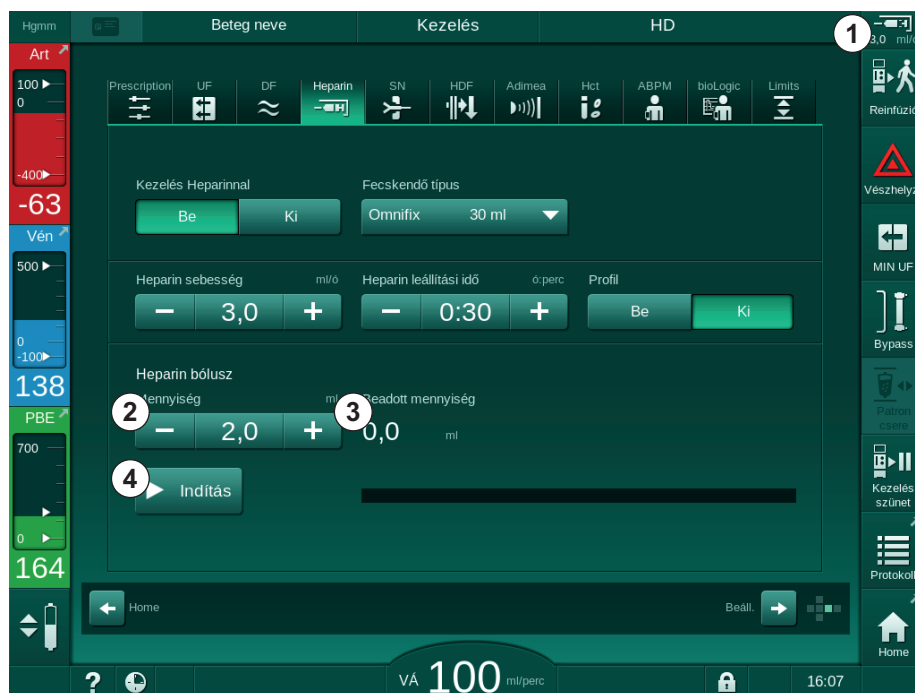 Hgmm
Beteg neve
Kezelés
HD
1
3,0 ml/ó
Art
100
0
-400
-63
Vén
500
0
-100
138
PBE
700
0
164
Prescription
UF
DF
Heparin
SN
HDF
Adimea
Hct
ABPM
bioLogic
Limits
Kezelés Heparinnal
Fecskendő típus
Be
Ki
Omnifix 30 ml
Heparin sebesség ml/ó
Heparin leállítási idő ó:perc
Profil
3,0
0:30
Be
Ki
Heparin bólusz
Mennyiség ml
Beadott mennyiség
2
3
2,0
0,0 ml
4
Indítás
Home
Beáll.
VÁ 100 ml/perc
?
16:07
Reinfúzió
Vészhelyz
MIN UF
Bypass
Patron
csere
Kezelés
szünet
Protokoll
Home